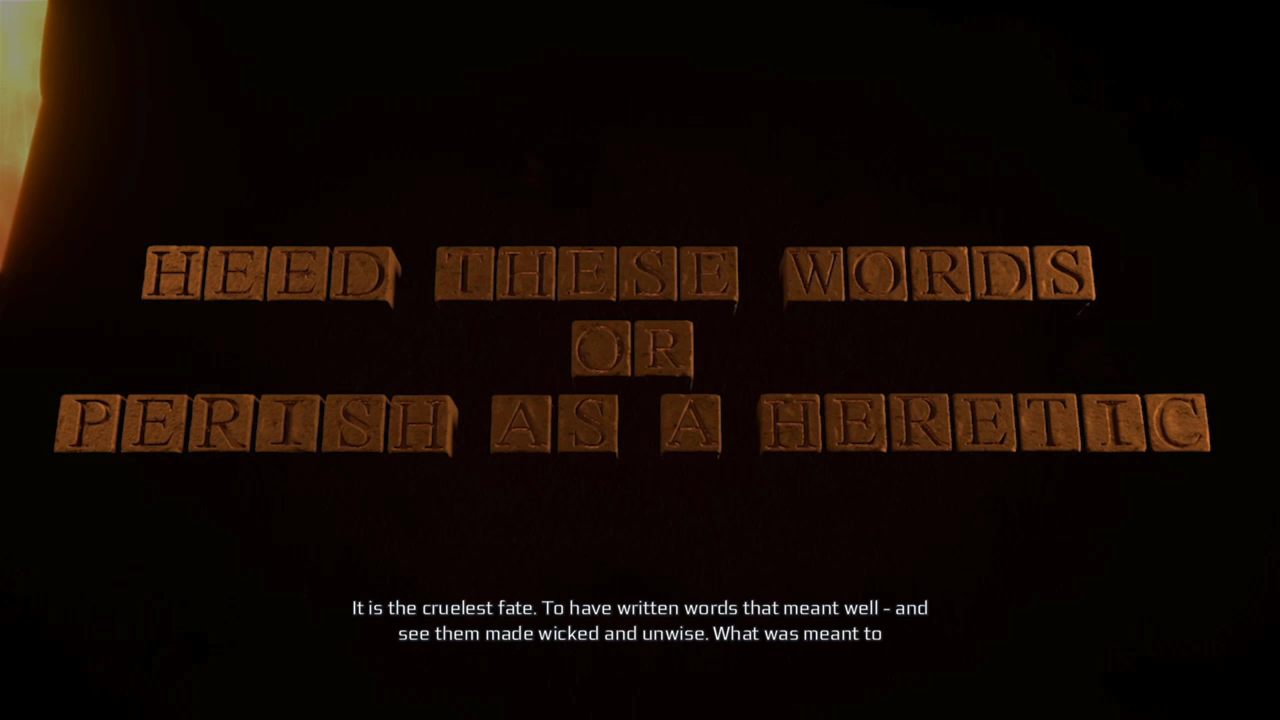 HEED THESE WORDS
OR
PERISH AS A HERETIC
It is the cruelest fate. To have written words that meant well - and
see them made wicked and unwise. What was meant to